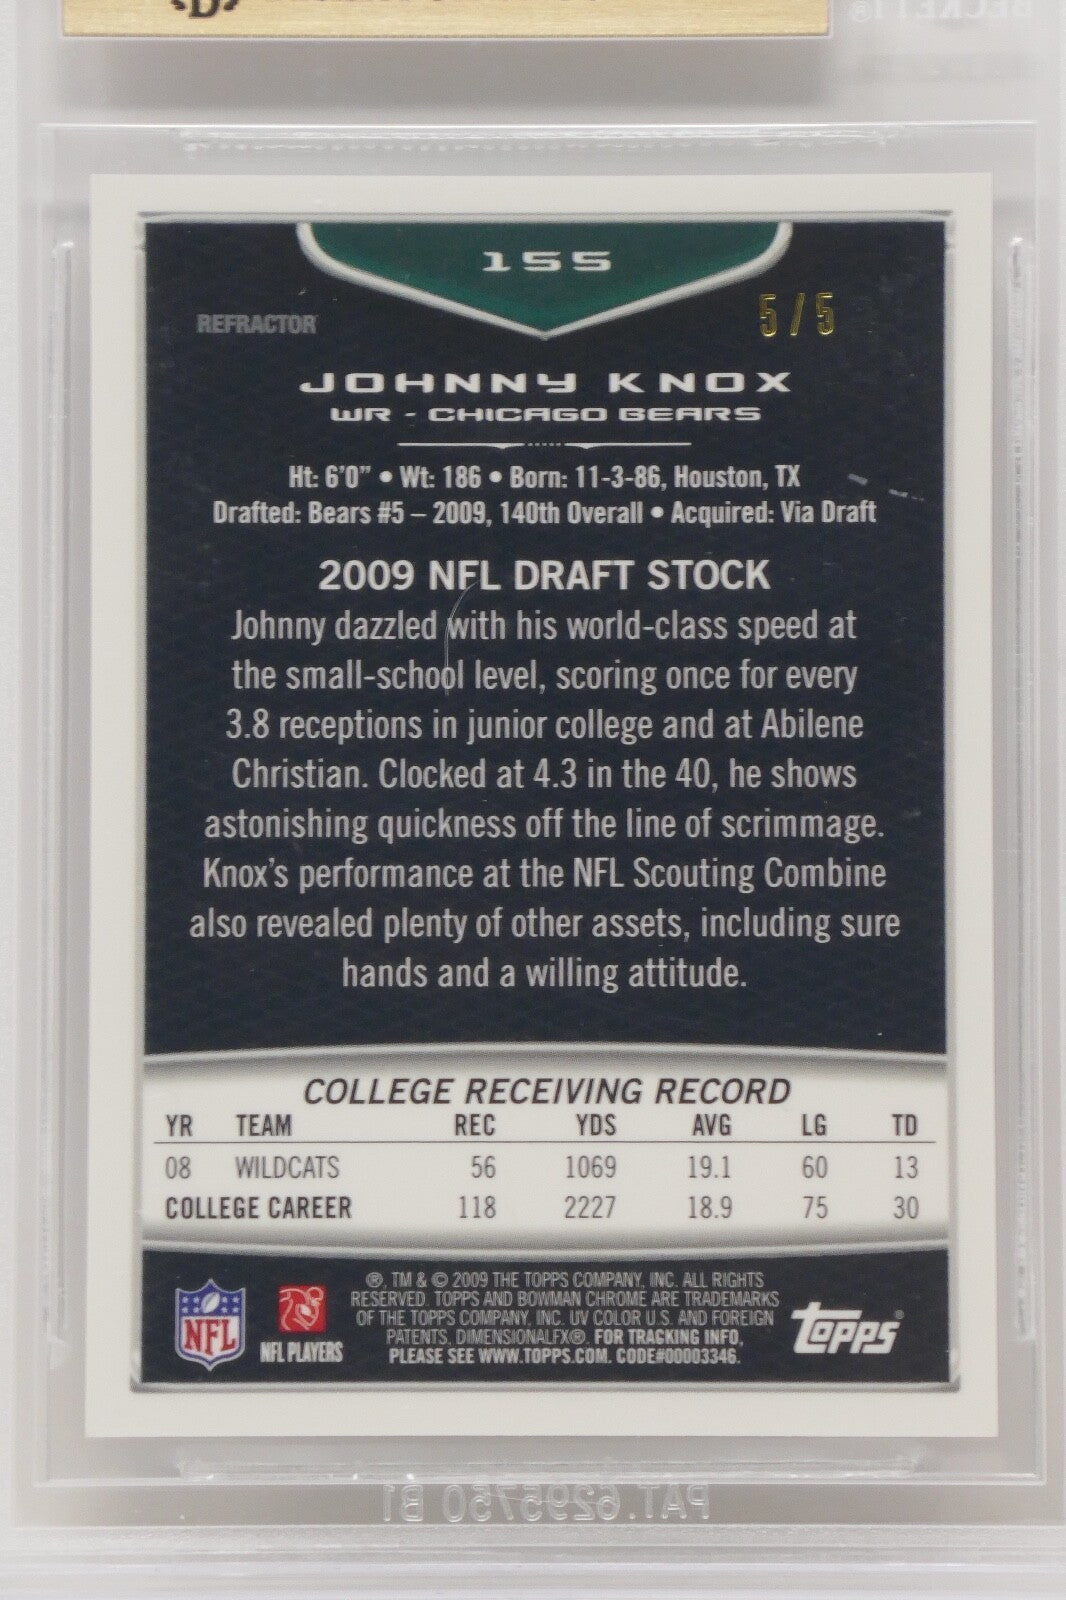 BECKETT®
155
REFRACTOR
5/5
JOHNNY KNOX
WR - CHICAGO BEARS
Ht: 6'0" • Wt: 186 • Born: 11-3-86, Houston, TX
Drafted: Bears #5 – 2009, 140th Overall • Acquired: Via Draft
2009 NFL DRAFT STOCK
Johnny dazzled with his world-class speed at
the small-school level, scoring once for every
3.8 receptions in junior college and at Abilene
Christian. Clocked at 4.3 in the 40, he shows
astonishing quickness off the line of scrimmage.
Knox's performance at the NFL Scouting Combine
also revealed plenty of other assets, including sure
hands and a willing attitude.
COLLEGE RECEIVING RECORD
YR TEAM REC YDS AVG LG TD
08 WILDCATS 56 1069 19.1 60 13
COLLEGE CAREER 118 2227 18.9 75 30
®, TM & © 2009 THE TOPPS COMPANY, INC. ALL RIGHTS
RESERVED. TOPPS AND BOWMAN CHROME ARE TRADEMARKS
OF THE TOPPS COMPANY, INC. UV COLOR U.S. AND FOREIGN
PATENTS, DIMENSIONALFX®. FOR TRACKING INFO,
PLEASE SEE WWW.TOPPS.COM. CODE#00003346.
NFL
NFL PLAYERS
TOPPS®
PAT. 6295750 B1